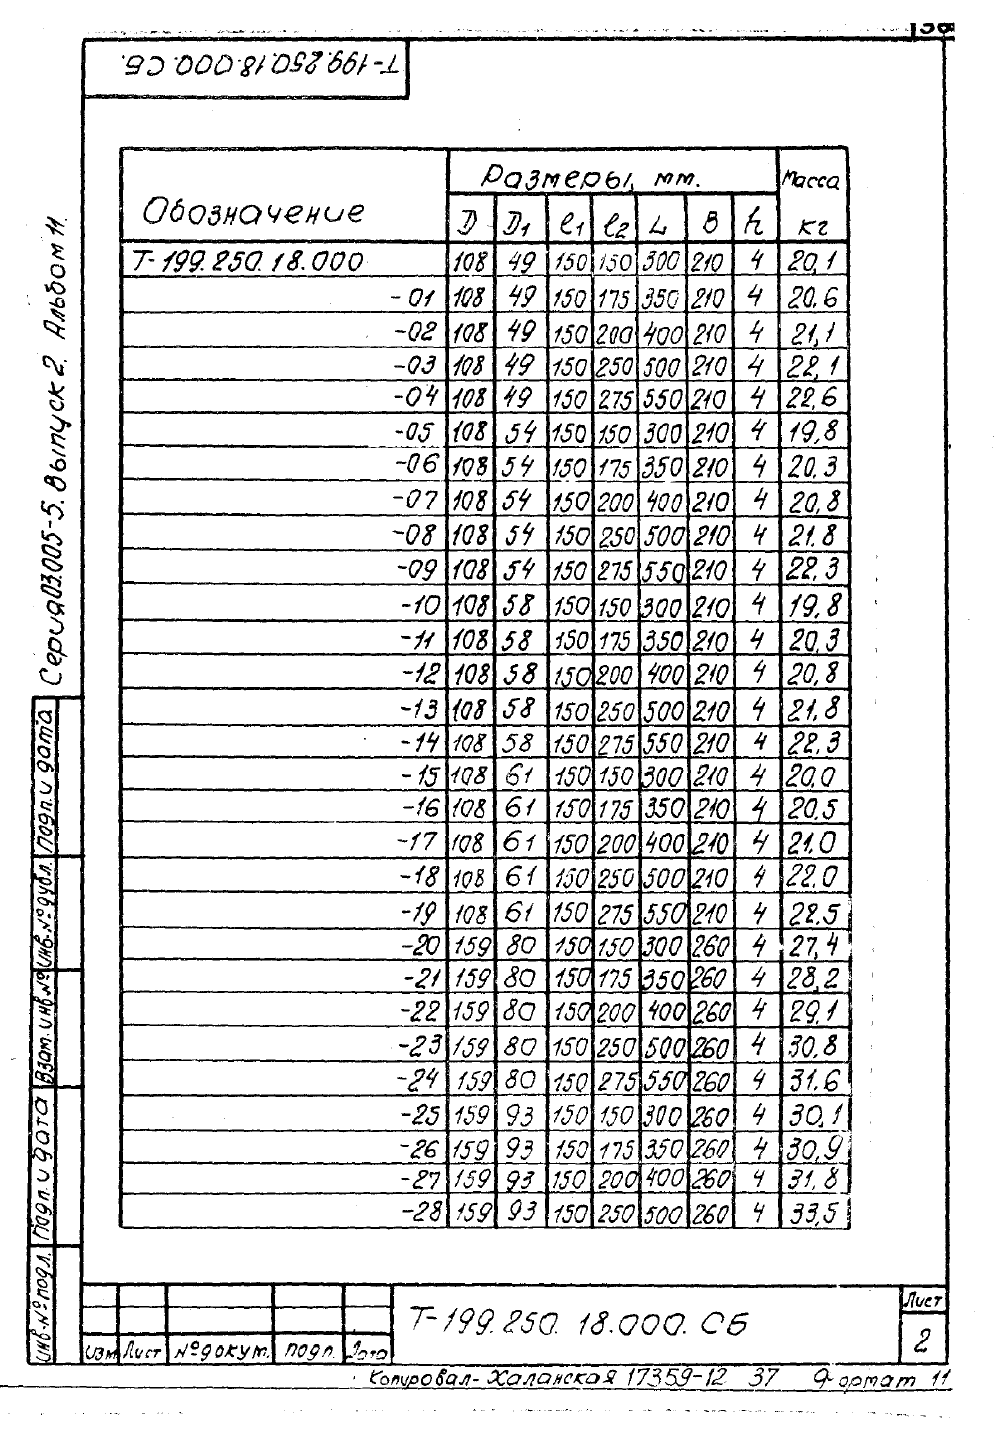 Т-199.250.18.000.СБ.
Серия 03.005-5. Выпуск 2. Альбом 11.
Обозначение Размеры, мм. Масса кг
D D1 ℓ1 ℓ2 L B h
Т-199.250.18.000 108 49 150 150 300 210 4 20,1
-01 108 49 150 175 350 210 4 20.6
-02 108 49 150 200 400 210 4 21,1
-03 108 49 150 250 500 210 4 22,1
-04 108 49 150 275 550 210 4 22,6
-05 108 54 150 150 300 210 4 19,8
-06 108 54 150 175 350 210 4 20.3
-07 108 54 150 200 400 210 4 20,8
-08 108 54 150 250 500 210 4 21.8
-09 108 54 150 275 550 210 4 22,3
-10 108 58 150 150 300 210 4 19,8
-11 108 58 150 175 350 210 4 20,3
-12 108 58 150 200 400 210 4 20,8
-13 108 58 150 250 500 210 4 21.8
-14 108 58 150 275 550 210 4 22.3
-15 108 61 150 150 300 210 4 20,0
-16 108 61 150 175 350 210 4 20.5
-17 108 61 150 200 400 210 4 21.0
-18 108 61 150 250 500 210 4 22.0
-19 108 61 150 275 550 210 4 22.5
-20 159 80 150 150 300 260 4 27,4
-21 159 80 150 175 350 260 4 28,2
-22 159 80 150 200 400 260 4 29,1
-23 159 80 150 250 500 260 4 30.8
-24 159 80 150 275 550 260 4 31.6
-25 159 93 150 150 300 260 4 30,1
-26 159 93 150 175 350 260 4 30,9
-27 159 93 150 200 400 260 4 31,8
-28 159 93 150 250 500 260 4 33,5
Инв.№подл. Подп. и дата Взам. инв.№ Инв.№дубл. Подп. и дата
Изм Лист №докум. подп. Дата
Т-199.250.18.000.СБ
Лист
2
Копировал- Халанская 17359-12 37 Формат 11